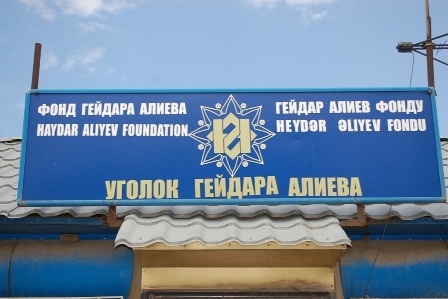 ФОНД ГЕЙДАРА АЛИЕВА
HAYDAR ALIYEV FOUNDATION
ГЕЙДАР АЛИЕВ ФОНДУ
HEYDƏR ƏLIYEV FONDU
УГОЛОК ГЕЙДАРА АЛИЕВА